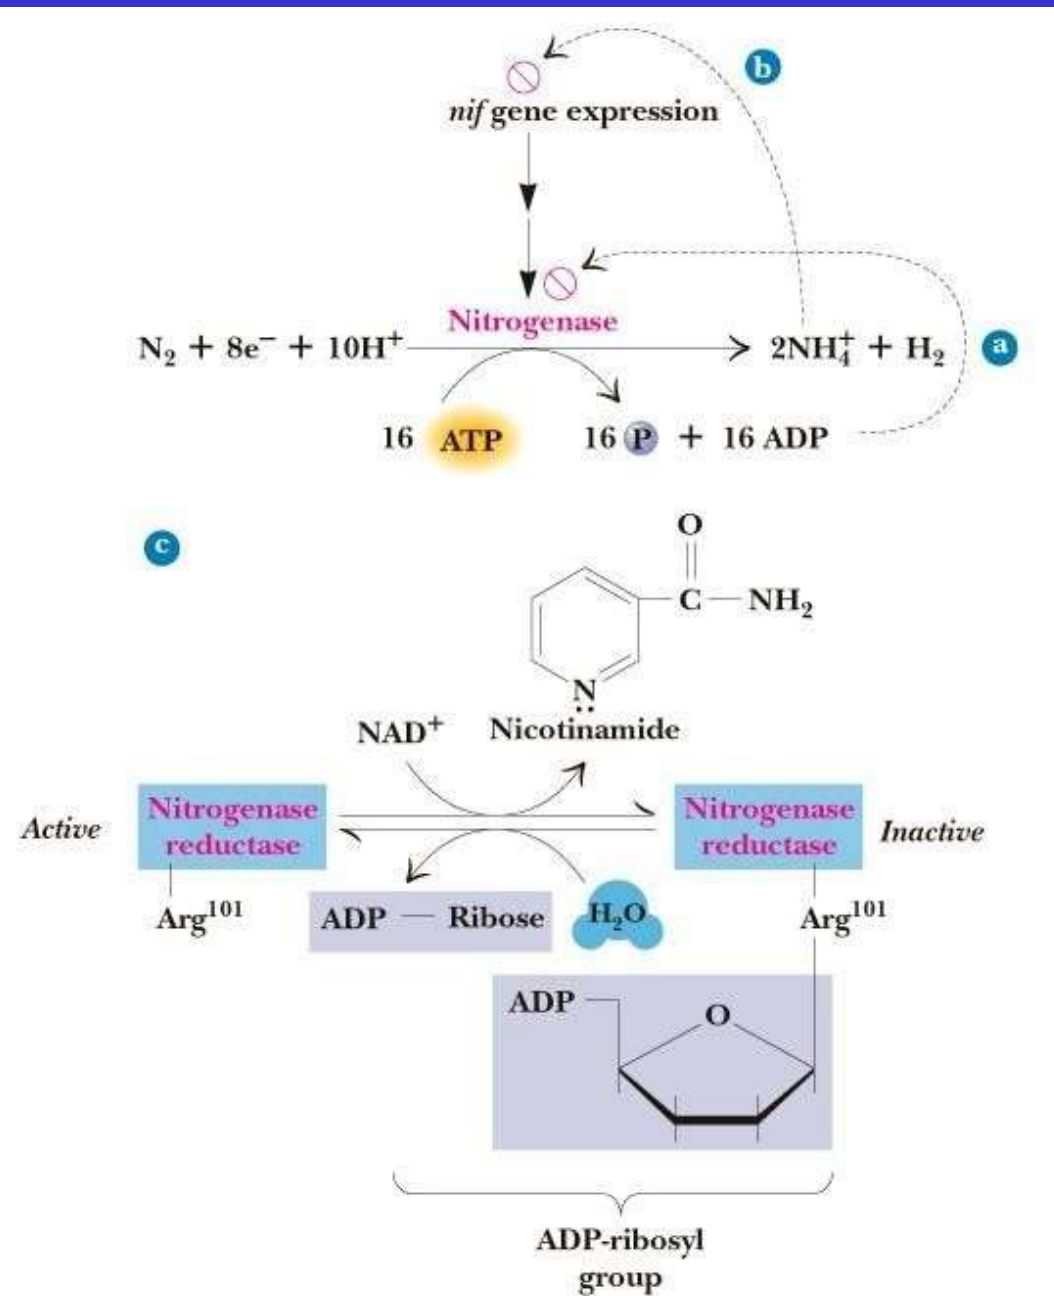 b
nif gene expression
Nitrogenase
N₂ + 8e⁻ + 10H⁺ 2NH₄⁺ + H₂
a
16 ATP 16 P + 16 ADP
c
O
C NH₂
N
NAD⁺ Nicotinamide
Active Nitrogenase reductase Nitrogenase reductase Inactive
Arg¹⁰¹ ADP — Ribose H₂O Arg¹⁰¹
ADP O
ADP-ribosyl
group